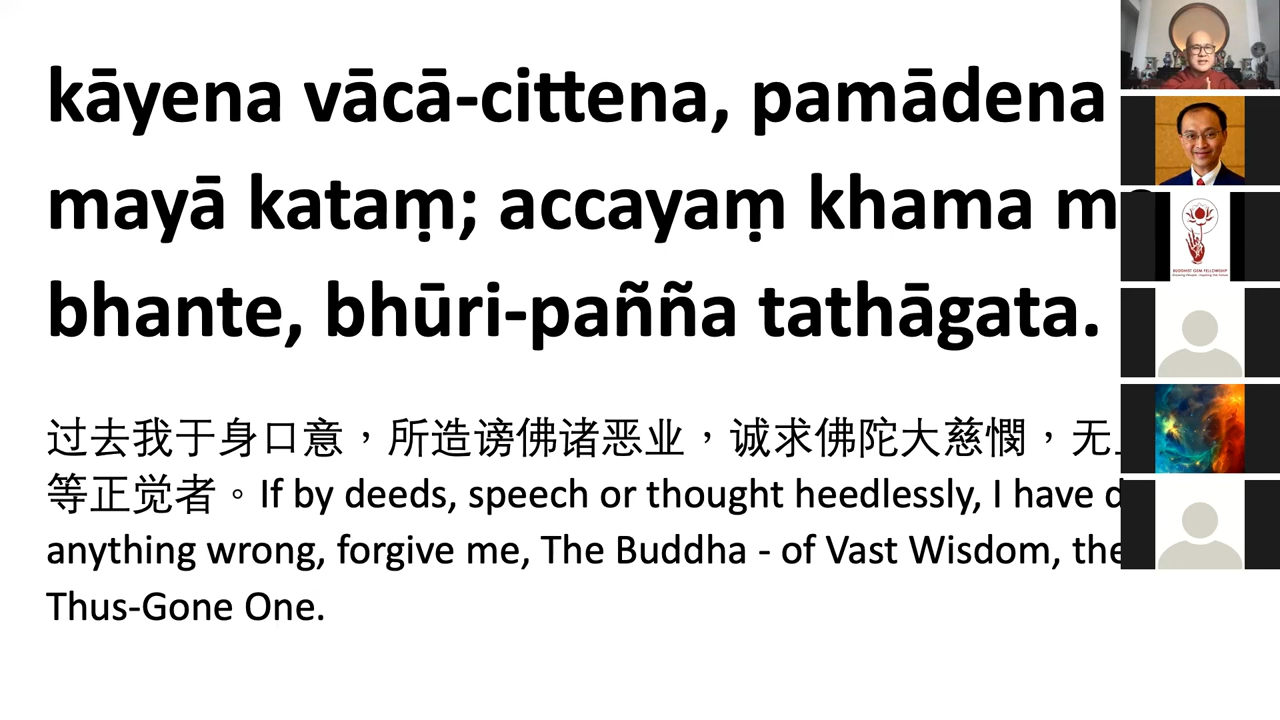 kāyena vācā-cittena, pamādena
mayā kataṃ; accayaṃ khama
bhante, bhūri-pañña tathāgata.
过去我于身口意，所造谤佛诸恶业，诚求佛陀大慈悯，无
等正觉者。If by deeds, speech or thought heedlessly, I have
anything wrong, forgive me, The Buddha - of Vast Wisdom, the
Thus-Gone One.
BUDDHIST GEM FELLOWSHIP